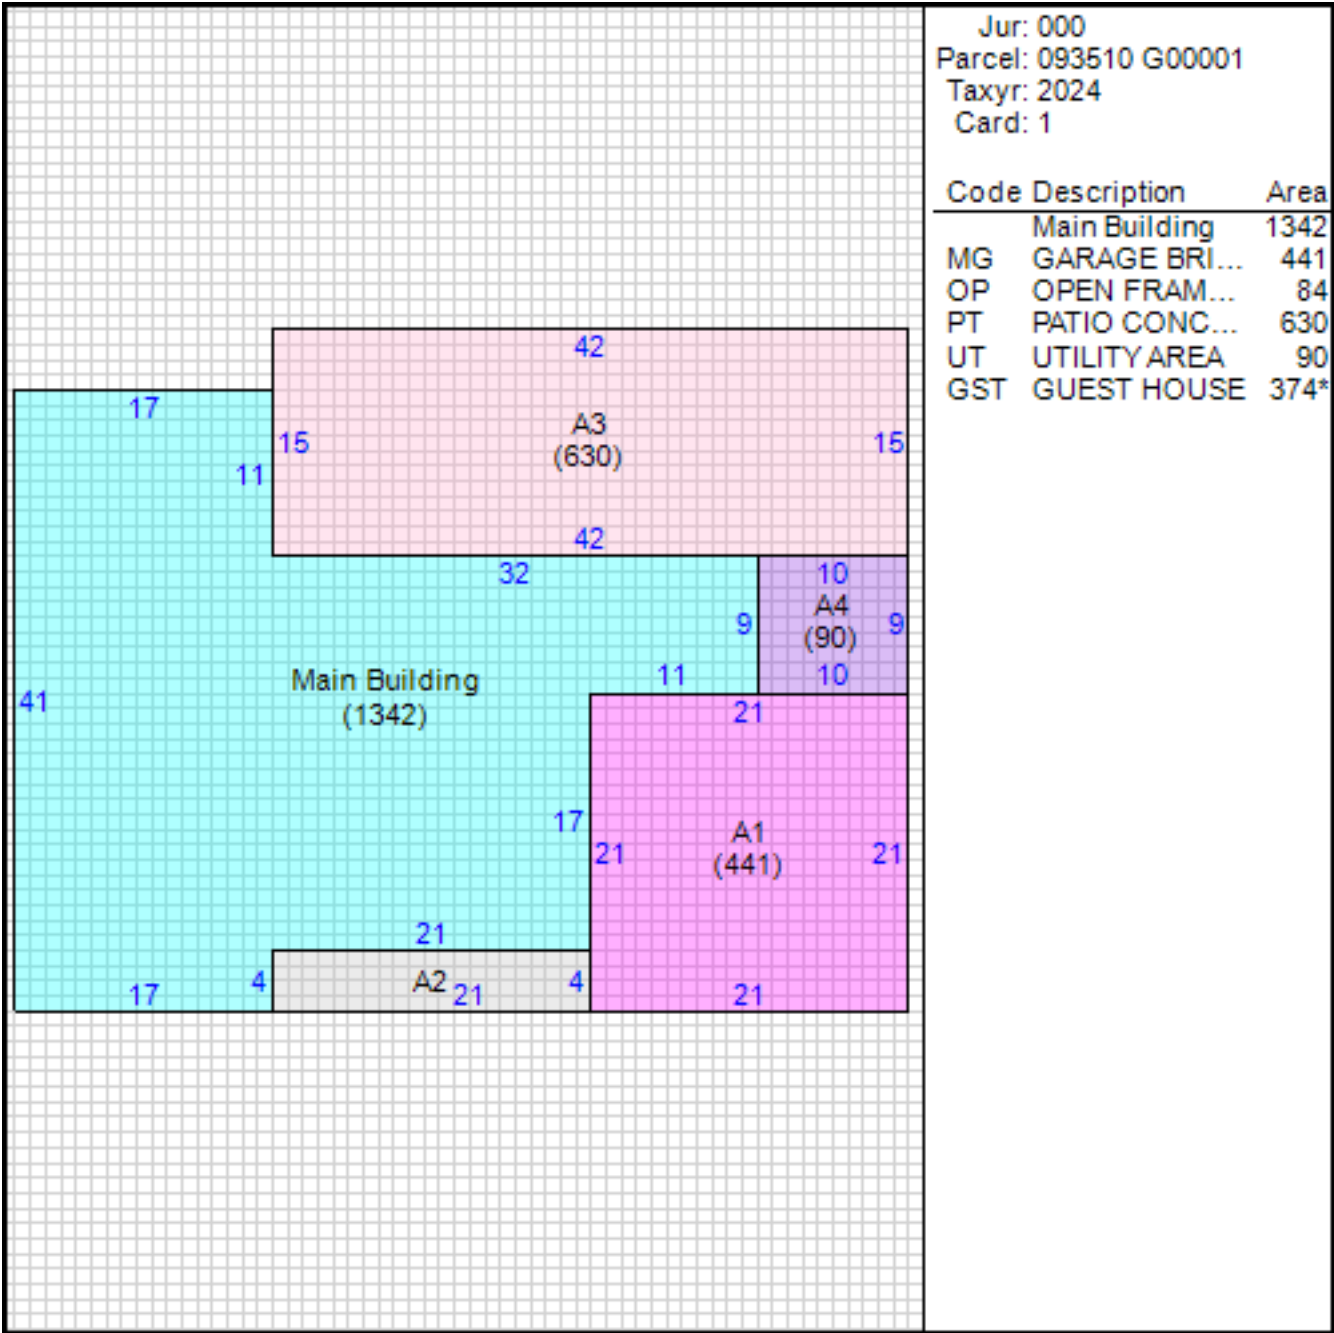 Jur: 000
Parcel: 093510 G00001
Taxyr: 2024
Card: 1
Code Description Area
Main Building 1342
MG GARAGE BRI... 441
OP OPEN FRAM... 84
PT PATIO CONC... 630
UT UTILITY AREA 90
GST GUEST HOUSE 374*
42
17
A3
15 15
(630)
11
42
32 10
A4
9 9
(90)
11 10
Main Building
41
(1342)
21
17
A1
21 21
(441)
21
4 A2 21 4
17 21